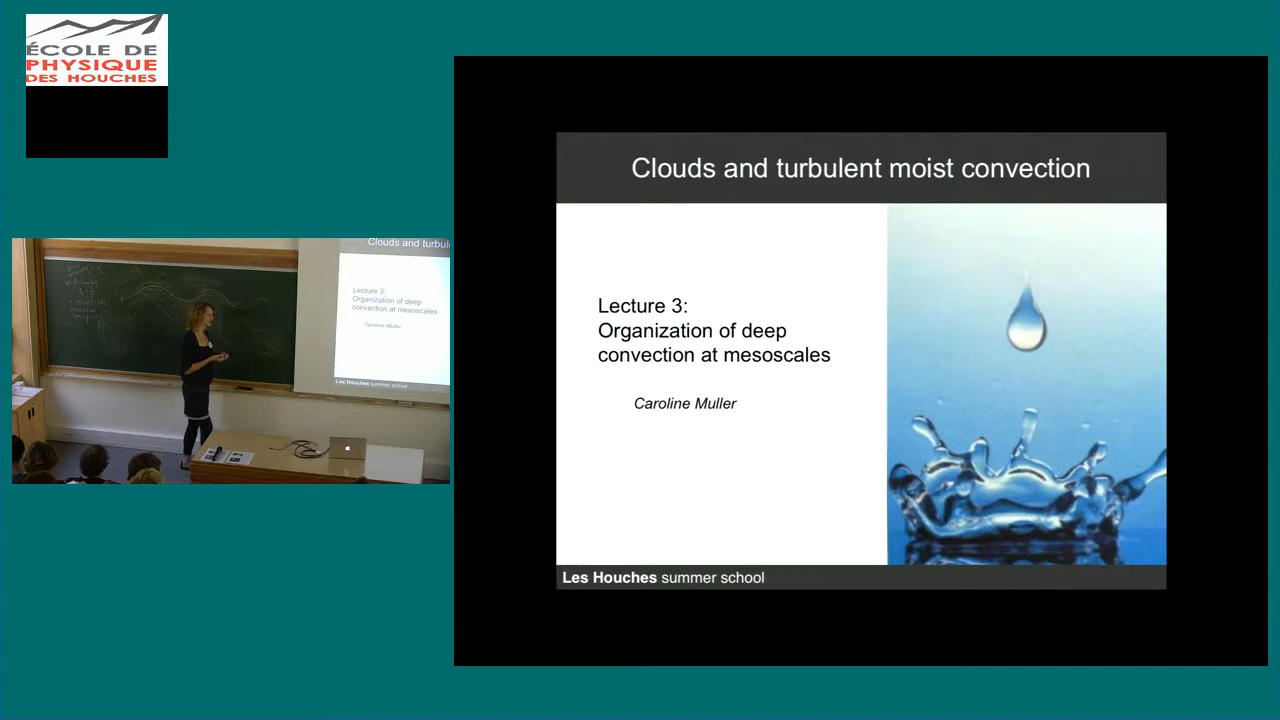 ÉCOLE DE
PHYSIQUE
DES HOUCHES
Clouds and turbul
Lecture 3:
Organization of deep
convection at mesoscales
Caroline Muller
Les Houches summer school
Clouds and turbulent moist convection
Lecture 3:
Organization of deep
convection at mesoscales
Caroline Muller
Les Houches summer school